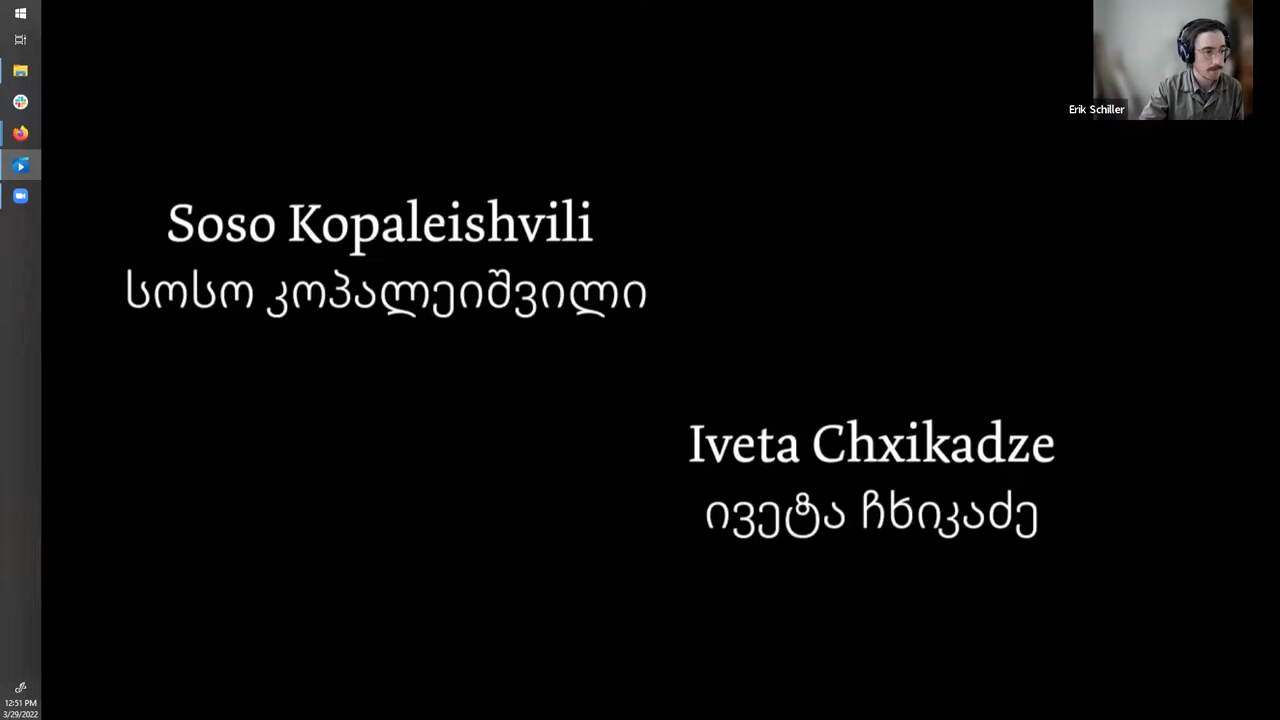 Erik Schiller
Soso Kopaleishvili
სოსო კოპალეიშვილი
Iveta Chxikadze
ივეტა ჩხიკაძე
12:51 PM
3/29/2022